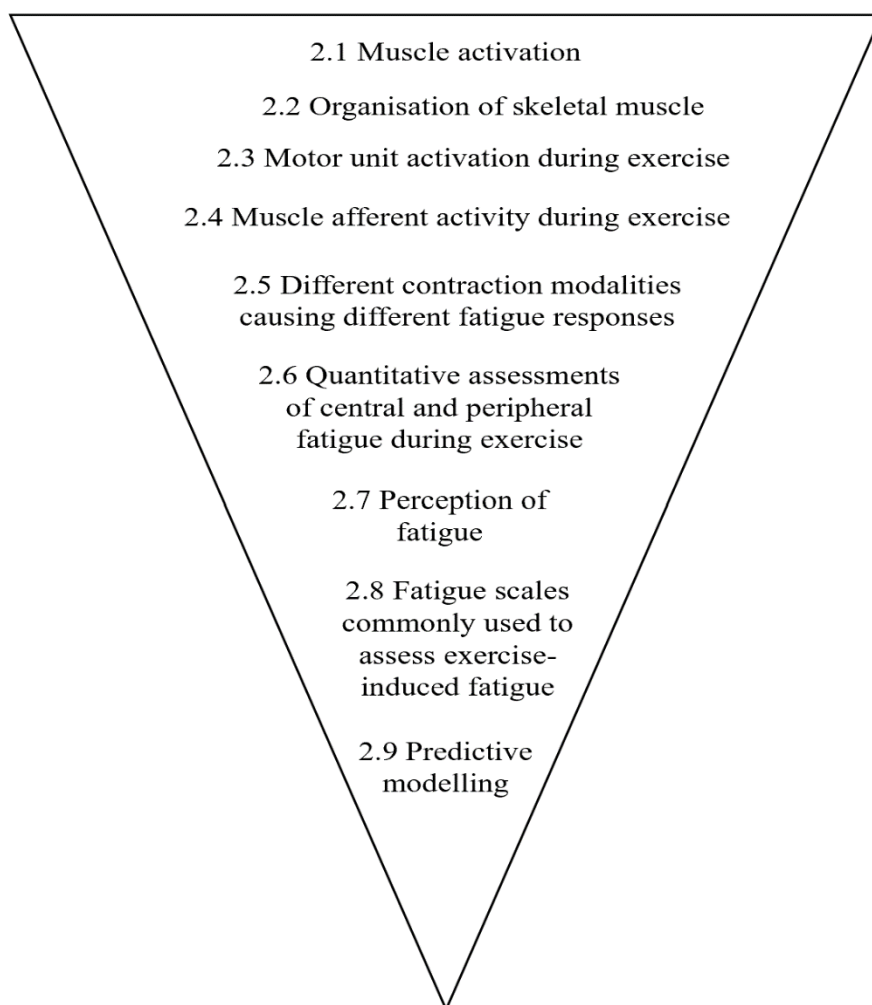 2.1 Muscle activation
2.2 Organisation of skeletal muscle
2.3 Motor unit activation during exercise
2.4 Muscle afferent activity during exercise
2.5 Different contraction modalities
causing different fatigue responses
2.6 Quantitative assessments
of central and peripheral
fatigue during exercise
2.7 Perception of
fatigue
2.8 Fatigue scales
commonly used to
assess exercise-
induced fatigue
2.9 Predictive
modelling